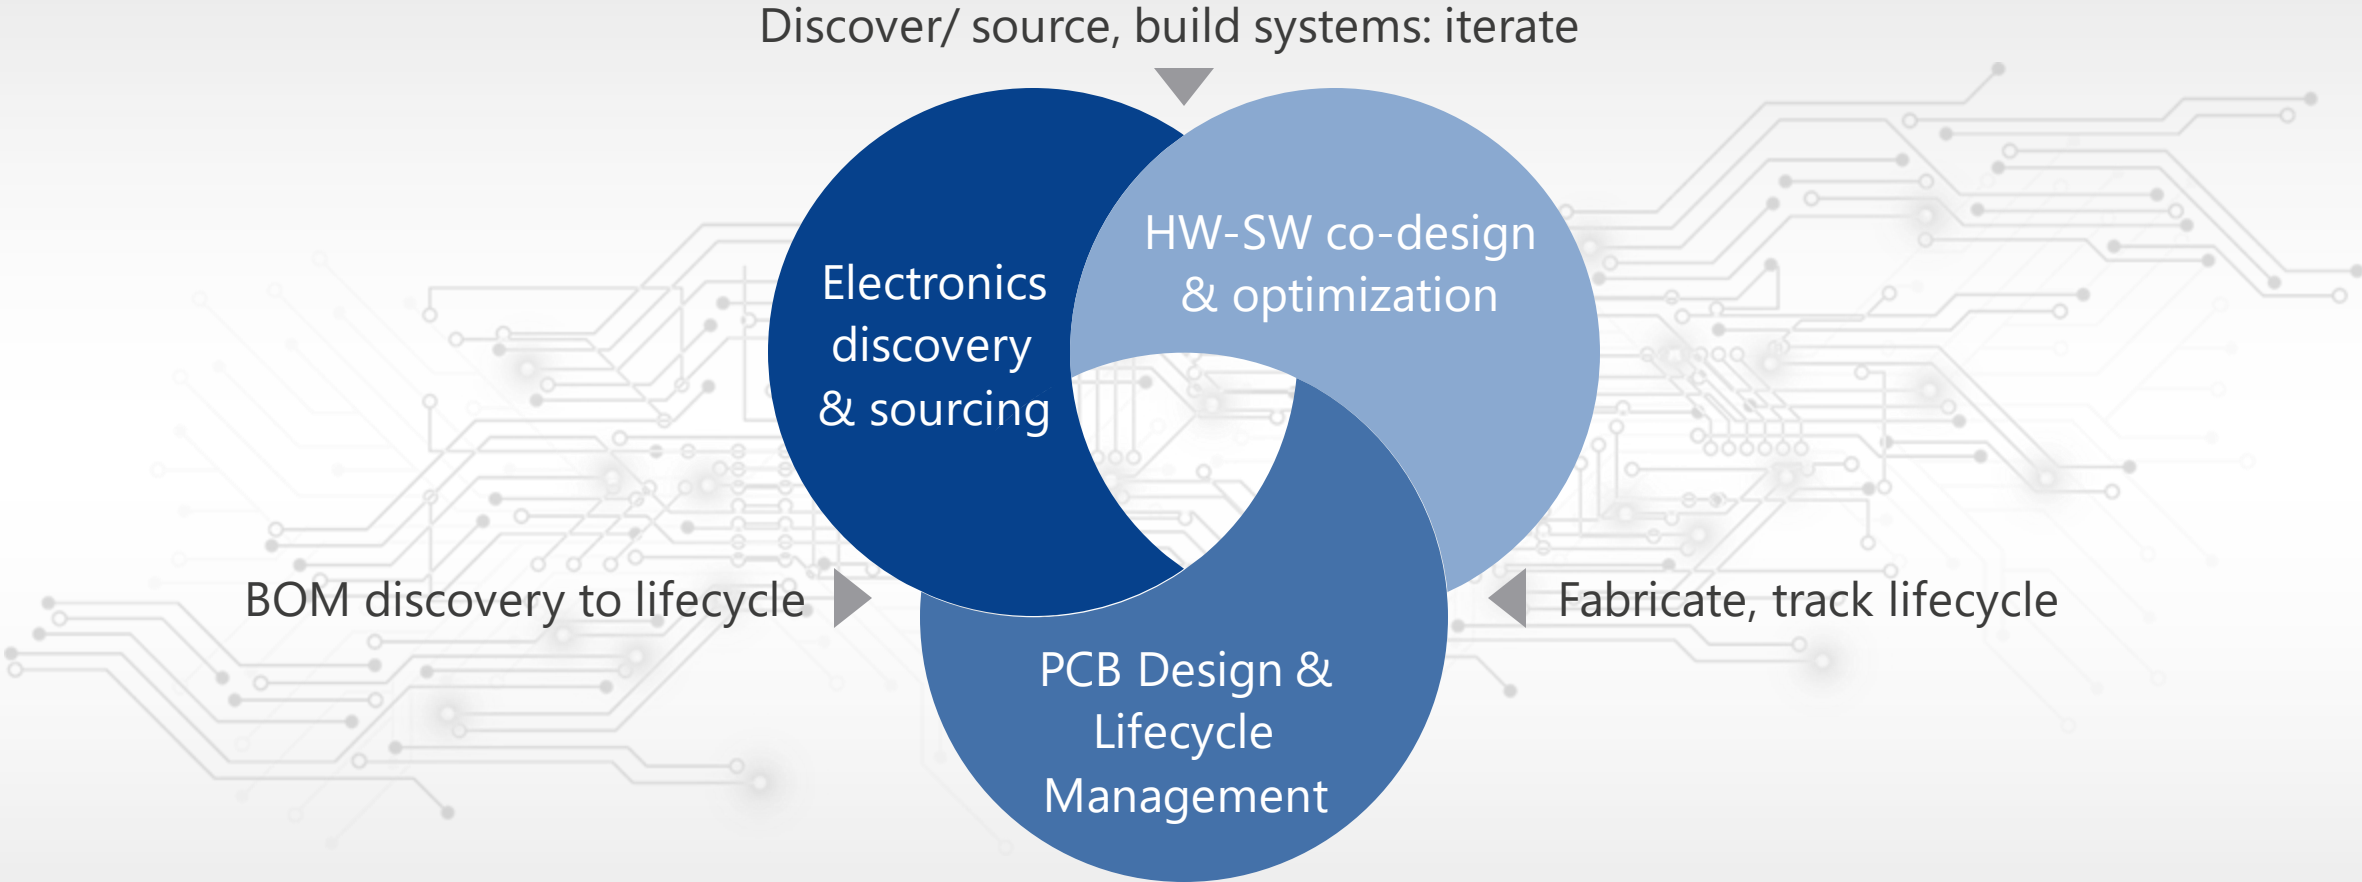 Discover/ source, build systems: iterate
Electronics
discovery
& sourcing
HW-SW co-design
& optimization
BOM discovery to lifecycle
Fabricate, track lifecycle
PCB Design &
Lifecycle
Management